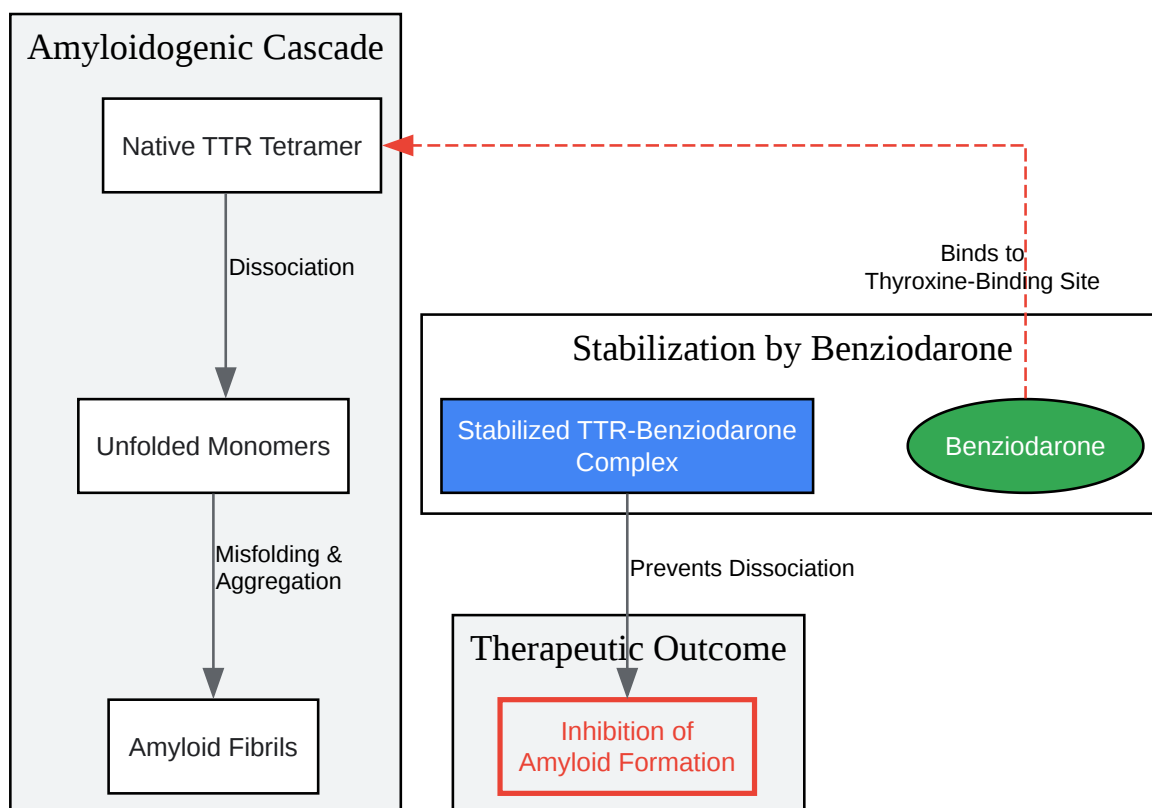 Amyloidogenic Cascade
Native TTR Tetramer
Dissociation
Unfolded Monomers
Misfolding &
Aggregation
Amyloid Fibrils
Binds to
Thyroxine-Binding Site
Stabilization by Benziodarone
Stabilized TTR-Benziodarone
Complex
Benziodarone
Prevents Dissociation
Therapeutic Outcome
Inhibition of
Amyloid Formation